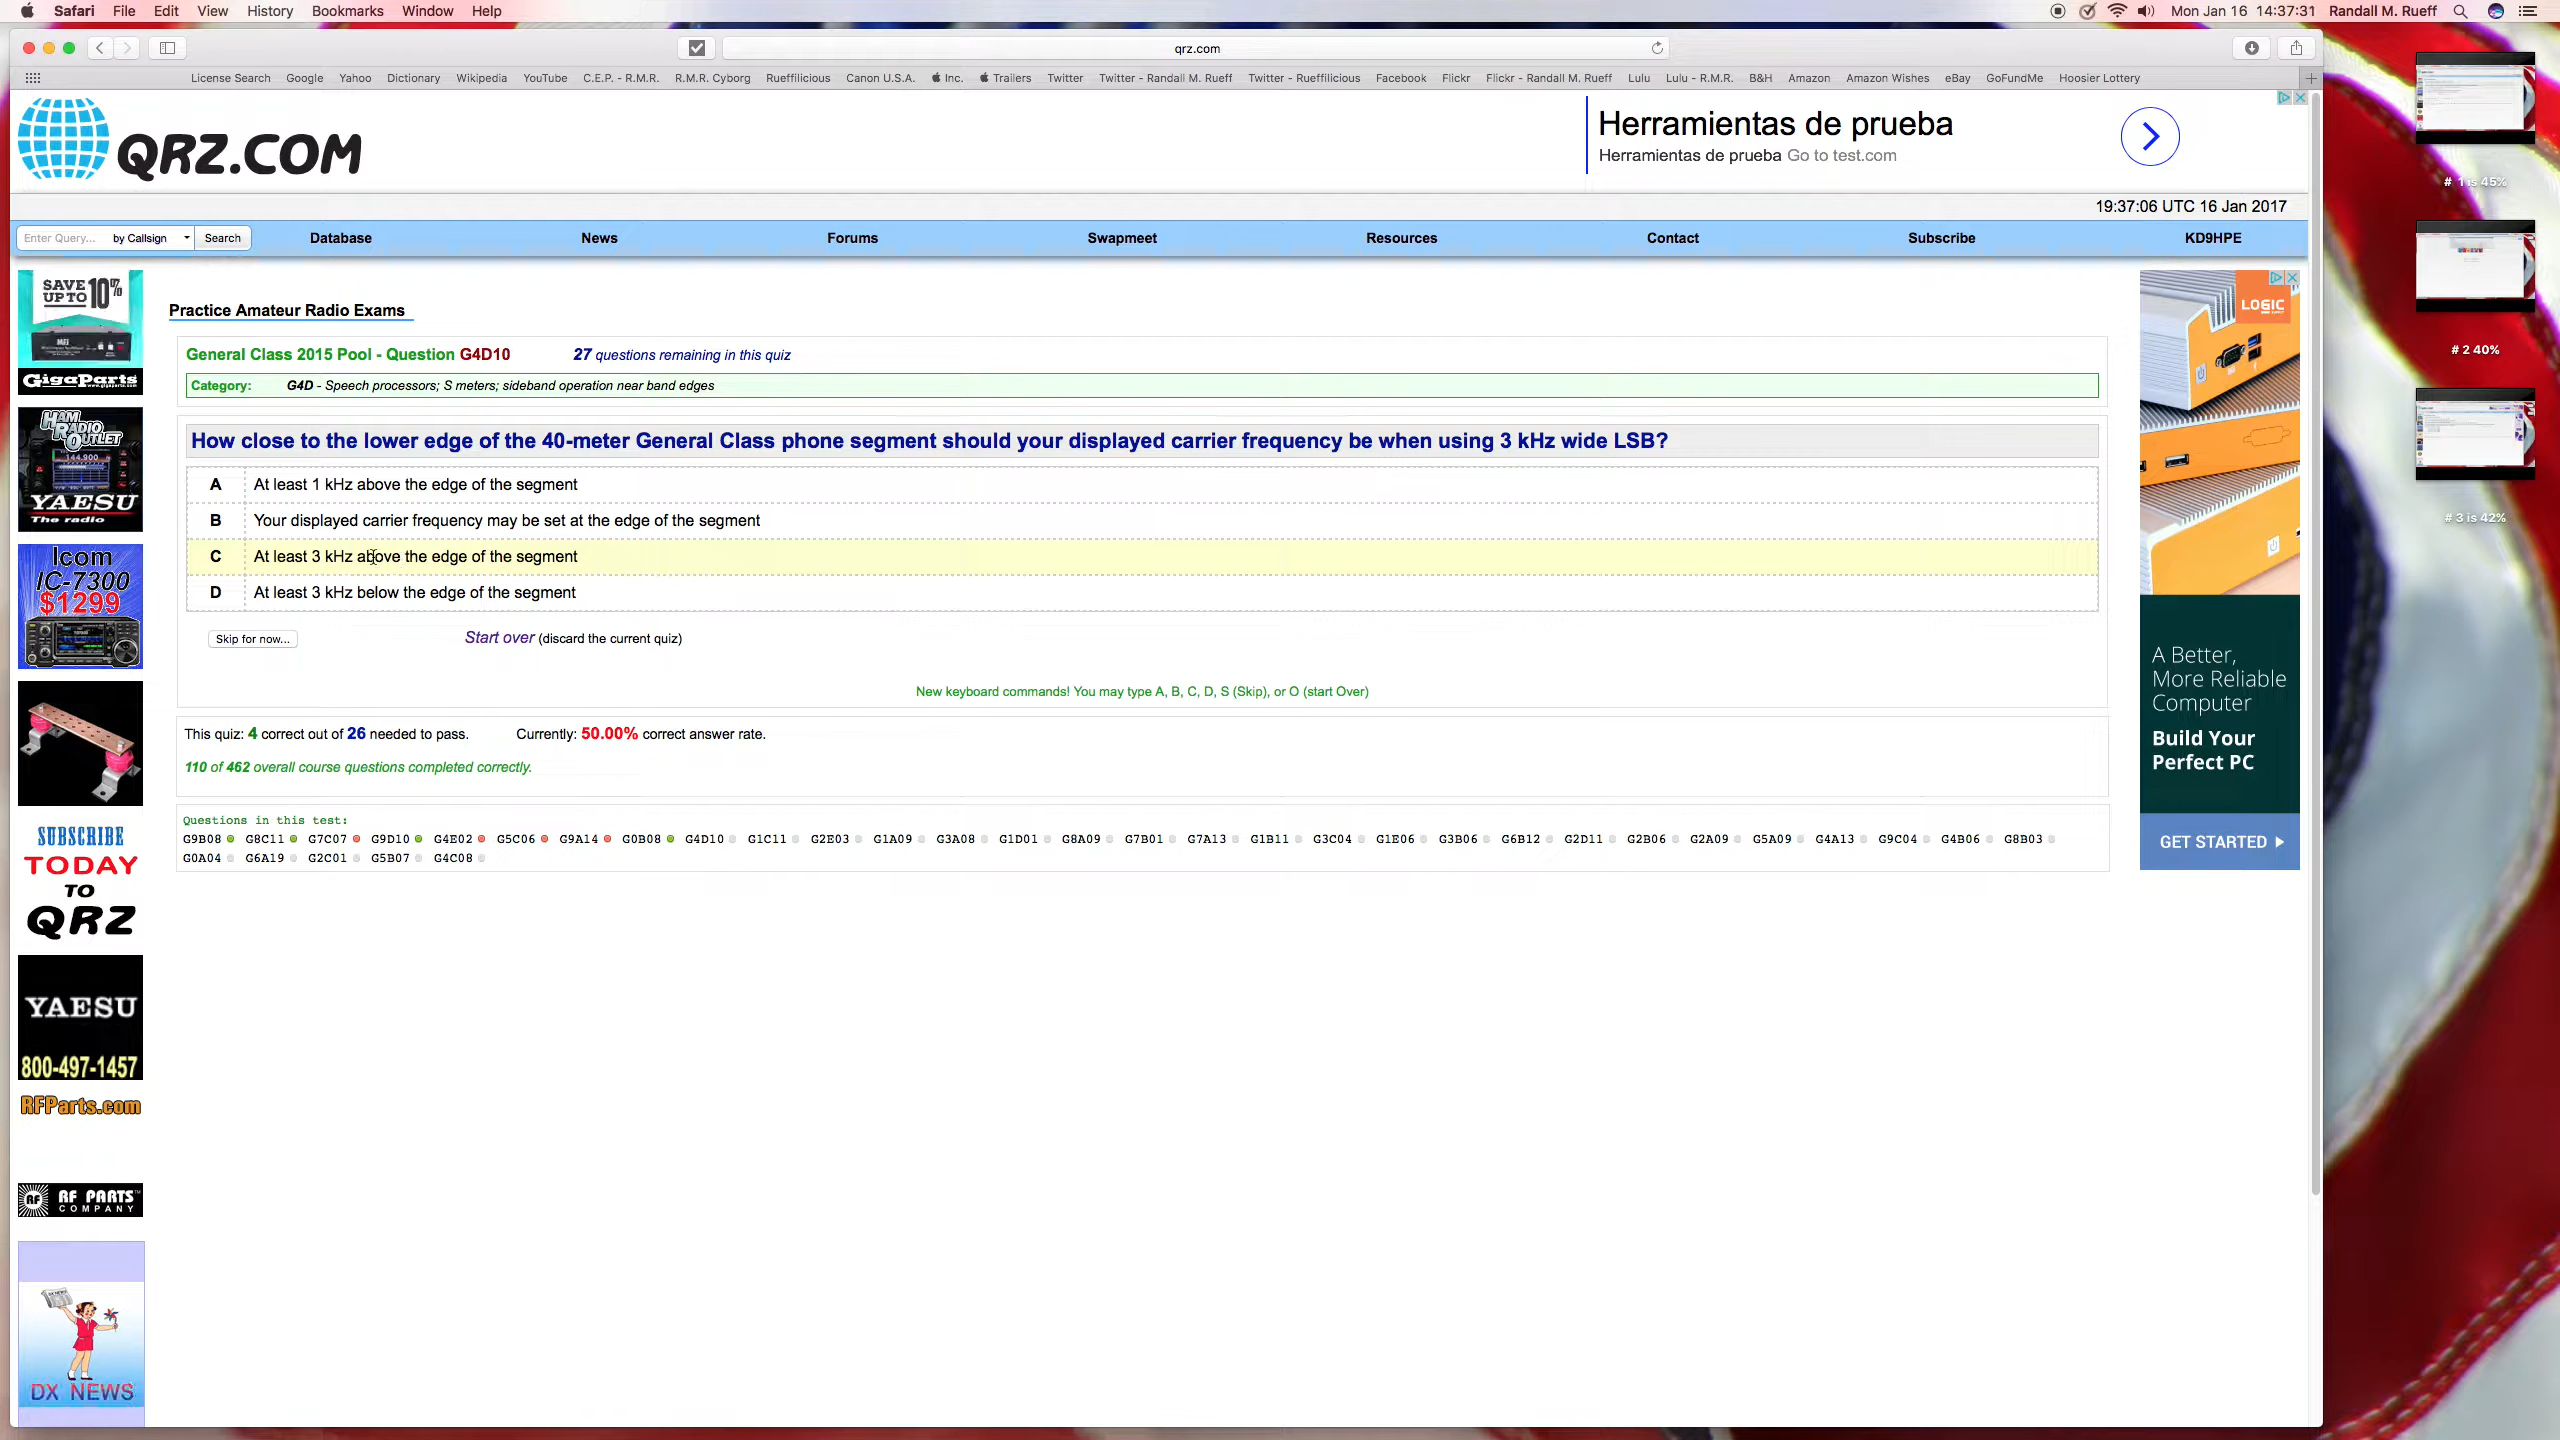 Safari File Edit View History Bookmarks Window Help Mon Jan 16 14:37:31 Randall M. Rueff
qrz.com
License Search Google Yahoo Dictionary Wikipedia YouTube C.E.P. - R.M.R. R.M.R. Cyborg Rueffilicious Canon U.S.A. Inc. Trailers Twitter Twitter - Randall M. Rueff Twitter - Rueffilicious Facebook Flickr Flickr - Randall M. Rueff Lulu Lulu - R.M.R. B&H Amazon Amazon Wishes eBay GoFundMe Hoosier Lottery
QRZ.COM
Herramientas de prueba
Herramientas de prueba Go to test.com
19:37:06 UTC 16 Jan 2017
Enter Query... by Callsign Search Database News Forums Swapmeet Resources Contact Subscribe KD9HPE
Practice Amateur Radio Exams
General Class 2015 Pool - Question G4D10 27 questions remaining in this quiz
Category: G4D - Speech processors; S meters; sideband operation near band edges
How close to the lower edge of the 40-meter General Class phone segment should your displayed carrier frequency be when using 3 kHz wide LSB?
A At least 1 kHz above the edge of the segment
B Your displayed carrier frequency may be set at the edge of the segment
C At least 3 kHz above the edge of the segment
D At least 3 kHz below the edge of the segment
Skip for now... Start over (discard the current quiz)
New keyboard commands! You may type A, B, C, D, S (Skip), or O (start Over)
This quiz: 4 correct out of 26 needed to pass. Currently: 50.00% correct answer rate.
110 of 462 overall course questions completed correctly.
Questions in this test:
G9B08 G8C11 G7C07 G9D10 G4E02 G5C06 G9A14 G0B08 G4D10 G1C11 G2E03 G1A09 G3A08 G1D01 G8A09 G7B01 G7A13 G1B11 G3C04 G1E06 G3B06 G6B12 G2D11 G2B06 G2A09 G5A09 G4A13 G9C04 G4B06 G8B03
G0A04 G6A19 G2C01 G5B07 G4C08
SAVE
UP TO 10%
MFJ
GigaParts
HAM
RADIO
OUTLET
144.900
YAESU
The radio
Icom
IC-7300
$1299
SUBSCRIBE
TODAY
TO
QRZ
YAESU
800-497-1457
RFParts.com
RF RF PARTS
COMPANY
DX NEWS
LOGIC
A Better,
More Reliable
Computer
Build Your
Perfect PC
GET STARTED
# 1 is 45%
# 2 40%
# 3 is 42%